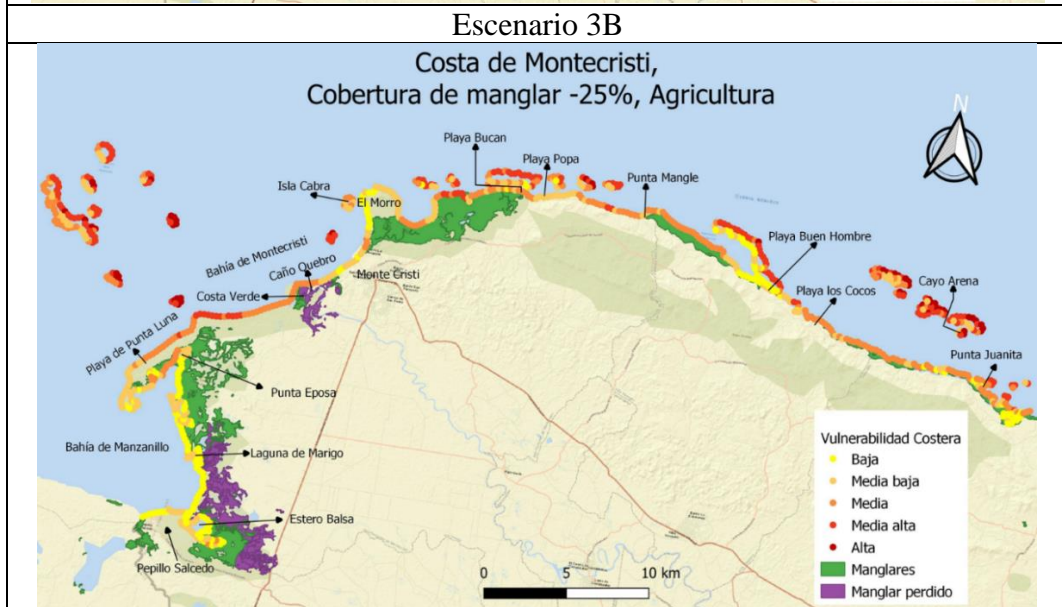 Escenario 3B
Costa de Montecristi,
Cobertura de manglar -25%, Agricultura
N
Playa Bucan
Playa Popa
Isla Cabra
Punta Mangle
El Morro
Bahía de Montecristi
Playa Buen Hombre
Caño Quebro
Monte Cristi
Cayo Arena
Costa Verde
Playa los Cocos
Playa de Punta Luna
Punta Juanita
Punta Eposa
Bahía de Manzanillo
Laguna de Marigo
Estero Balsa
Pepillo Salcedo
Vulnerabilidad Costera
Baja
Media baja
Media
Media alta
Alta
Manglares
Manglar perdido
0 5 10 km